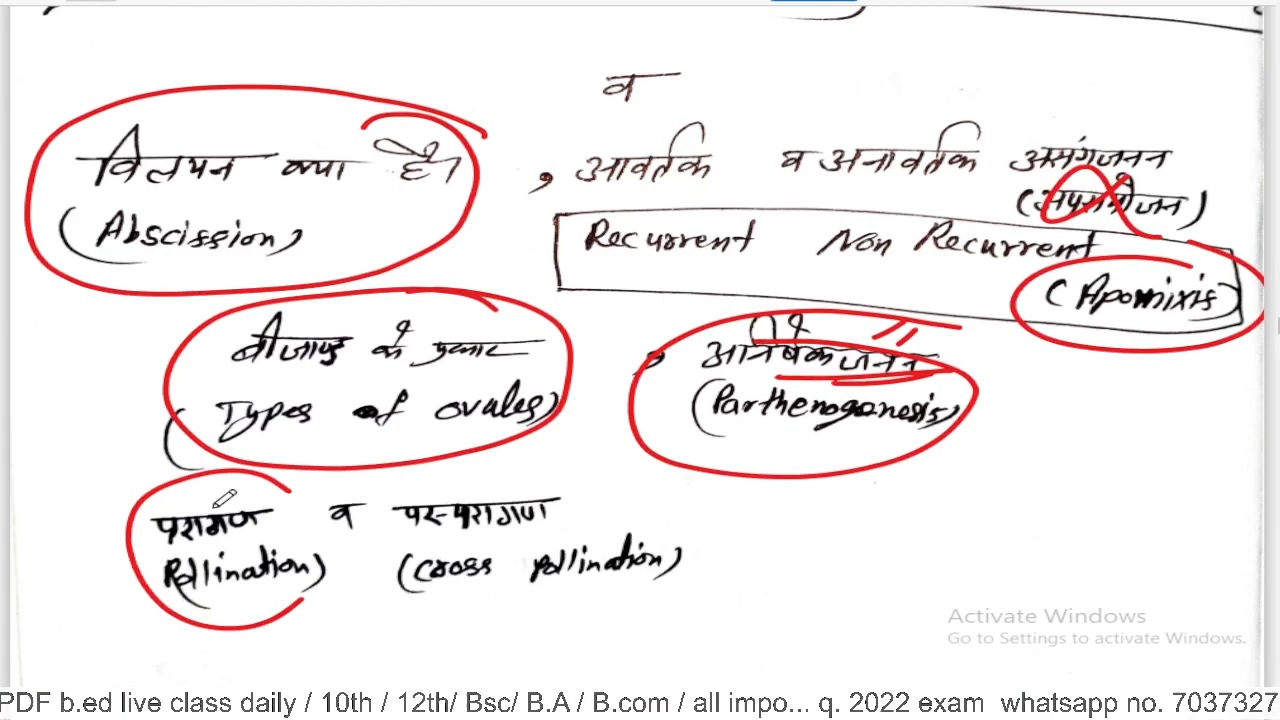 व
विलयन क्या है। , आवर्तक व अनावर्तक असंगजनन
(Abscission)
Recurrent Non Recurrent
(Apomixis)
बीजाण्ड के प्रकार , अनिषेकजनन
(Types of ovules) (Parthenogenesis)
परागण व पर-परागण
Pollination) (Cross pollination)
Activate Windows
Go to Settings to activate Windows.
PDF b.ed live class daily / 10th / 12th/ Bsc/ B.A / B.com / all impo... q. 2022 exam whatsapp no. 7037327